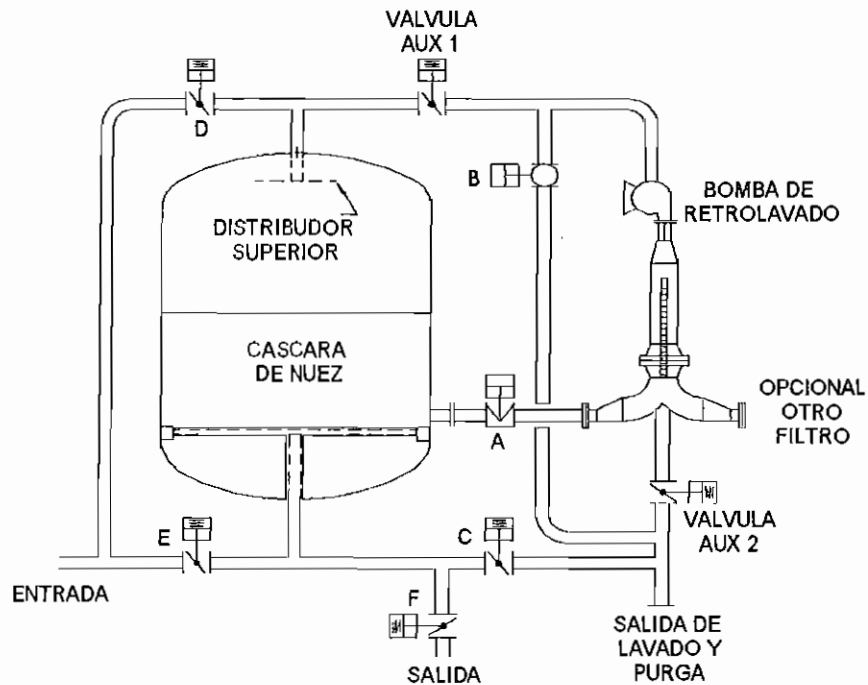 VALVULA
AUX 1
D
B
BOMBA DE
RETROLAVADO
DISTRIBUDOR
SUPERIOR
CASCARA
DE NUEZ
A
OPCIONAL
OTRO
FILTRO
E
C
VALVULA
AUX 2
ENTRADA
F
SALIDA
SALIDA DE
LAVADO Y
PURGA